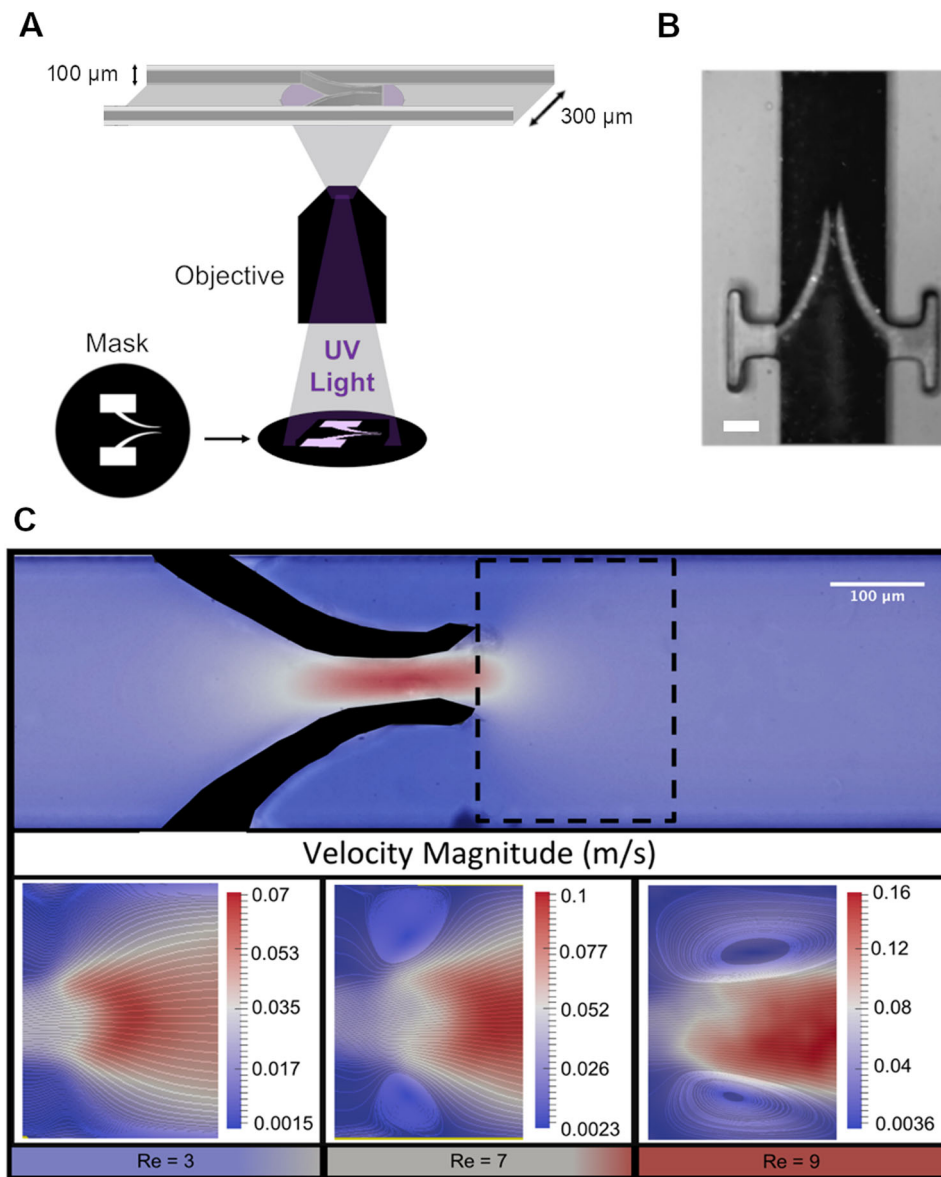 A
B
100 µm
300 µm
Objective
Mask
UV
Light
C
100 µm
Velocity Magnitude (m/s)
0.07
0.053
0.035
0.017
0.0015
0.1
0.077
0.052
0.026
0.0023
0.16
0.12
0.08
0.04
0.0036
Re = 3
Re = 7
Re = 9